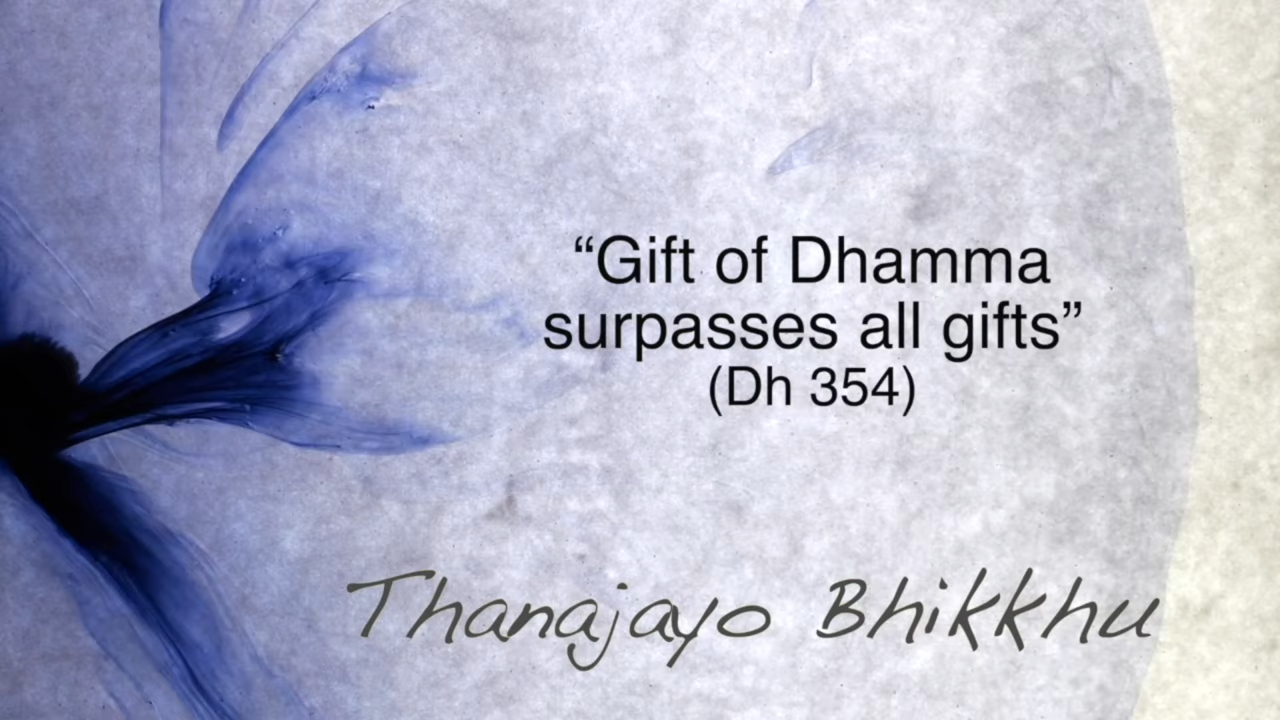 “Gift of Dhamma
surpasses all gifts”
(Dh 354)
Thanajayo Bhikkhu